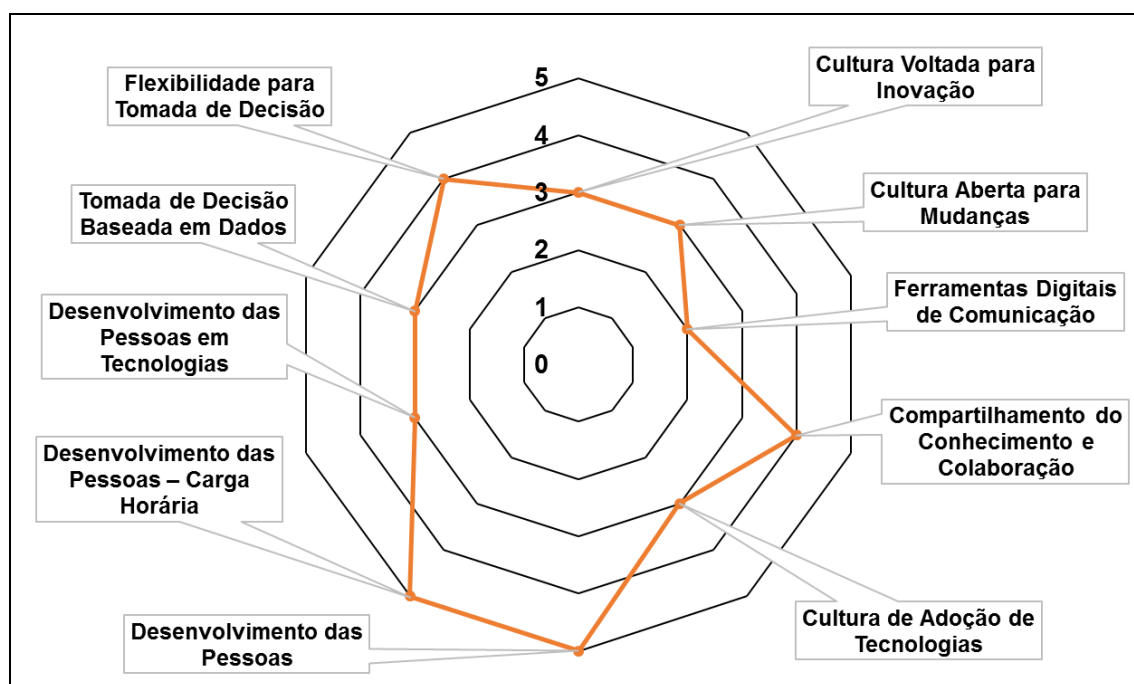 Flexibilidade para
Tomada de Decisão
Tomada de Decisão
Baseada em Dados
Desenvolvimento das
Pessoas em
Tecnologias
Desenvolvimento das
Pessoas – Carga
Horária
Desenvolvimento das
Pessoas
5
4
3
2
1
0
Cultura Voltada para
Inovação
Cultura Aberta para
Mudanças
Ferramentas Digitais
de Comunicação
Compartilhamento do
Conhecimento e
Colaboração
Cultura de Adoção de
Tecnologias